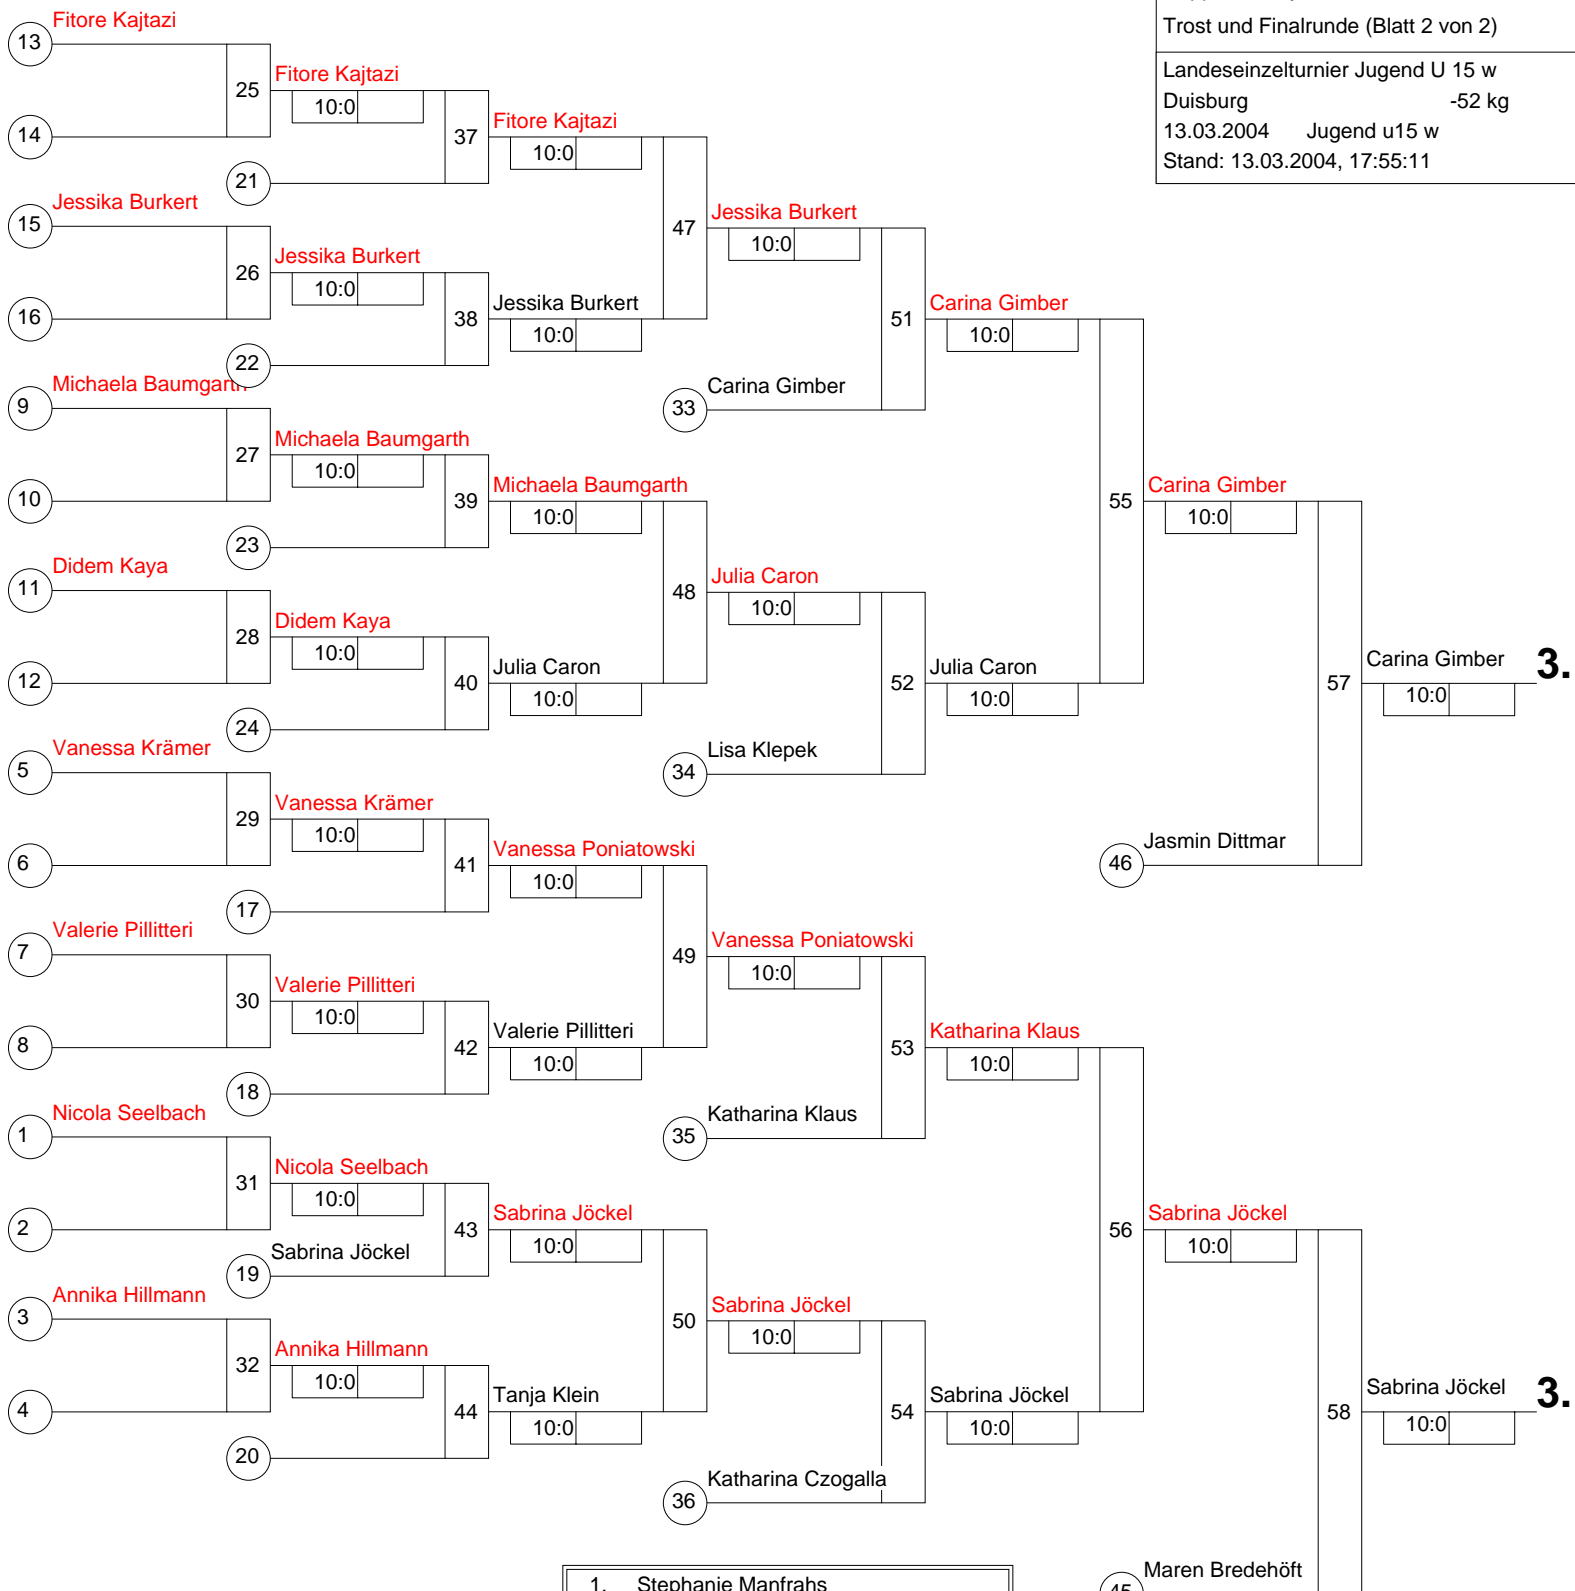 Trost und Finalrunde (Blatt 2 von 2)
Landeseinzelturnier Jugend U 15 w
Duisburg -52 kg
13.03.2004 Jugend u15 w
Stand: 13.03.2004, 17:55:11
Fitore Kajtazi
13
25
Fitore Kajtazi
10:0
14
37
Fitore Kajtazi
10:0
21
Jessika Burkert
15
47
Jessika Burkert
10:0
26
Jessika Burkert
10:0
16
38
Jessika Burkert
10:0
22
51
Carina Gimber
10:0
Michaela Baumgarth
9
33
Carina Gimber
27
Michaela Baumgarth
10:0
10
39
Michaela Baumgarth
10:0
23
55
Carina Gimber
10:0
Didem Kaya
11
48
Julia Caron
10:0
28
Didem Kaya
10:0
12
40
Julia Caron
10:0
24
52
Julia Caron
10:0
57
Carina Gimber
3.
10:0
Vanessa Krämer
5
34
Lisa Klepek
29
Vanessa Krämer
10:0
6
41
Vanessa Poniatowski
10:0
17
46
Jasmin Dittmar
Valerie Pillitteri
7
49
Vanessa Poniatowski
10:0
30
Valerie Pillitteri
10:0
8
42
Valerie Pillitteri
10:0
18
53
Katharina Klaus
10:0
Nicola Seelbach
1
35
Katharina Klaus
31
Nicola Seelbach
10:0
2
43
Sabrina Jöckel
10:0
19
Sabrina Jöckel
56
Sabrina Jöckel
10:0
Annika Hillmann
3
50
Sabrina Jöckel
10:0
32
Annika Hillmann
10:0
4
44
Tanja Klein
10:0
20
54
Sabrina Jöckel
10:0
58
Sabrina Jöckel
3.
10:0
36
Katharina Czogalla
45
Maren Bredehöft
1. Stephanie Manfrahs